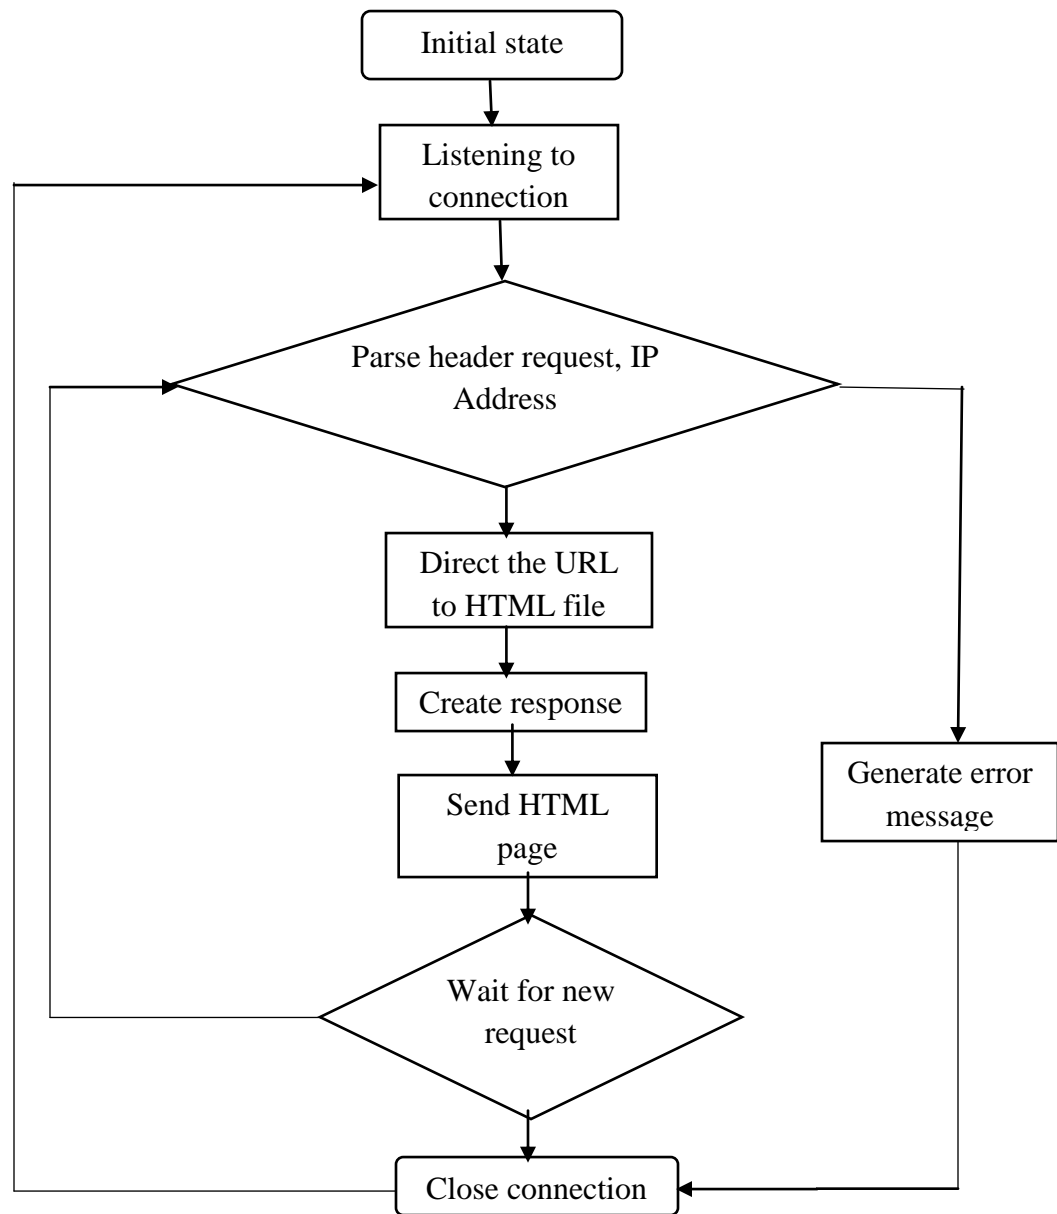 Initial state
Listening to
connection
Parse header request, IP
Address
Direct the URL
to HTML file
Create response
Send HTML
page
Generate error
message
Wait for new
request
Close connection